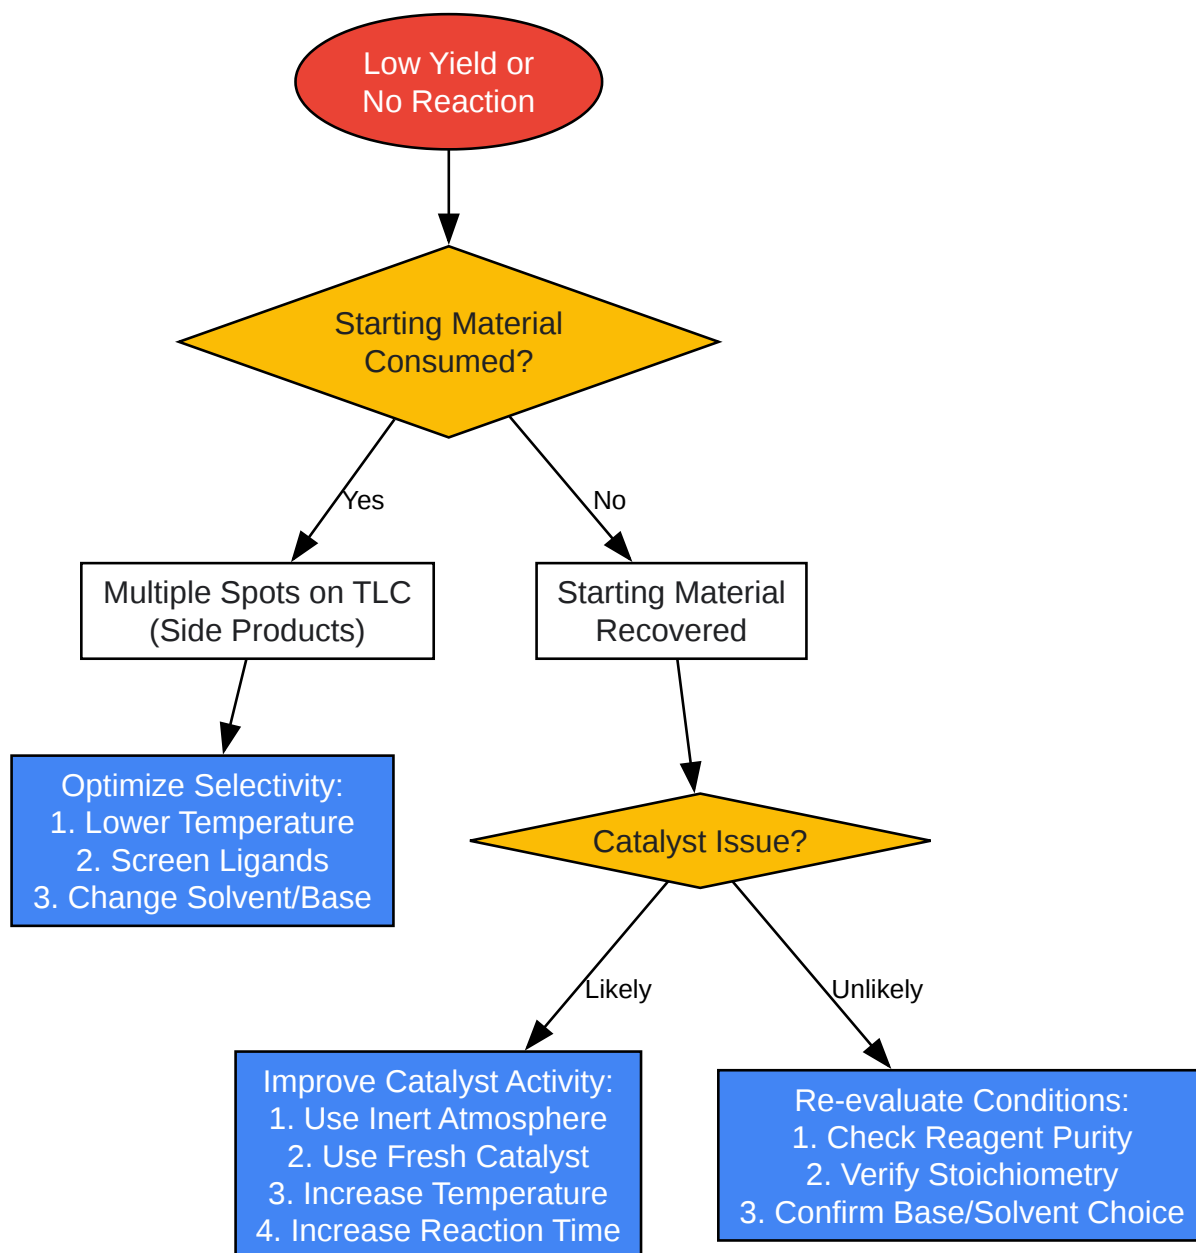 Low Yield or
No Reaction
Starting Material
Consumed?
Yes
No
Multiple Spots on TLC
(Side Products)
Starting Material
Recovered
Optimize Selectivity:
1. Lower Temperature
2. Screen Ligands
3. Change Solvent/Base
Catalyst Issue?
Likely
Unlikely
Improve Catalyst Activity:
1. Use Inert Atmosphere
2. Use Fresh Catalyst
3. Increase Temperature
4. Increase Reaction Time
Re-evaluate Conditions:
1. Check Reagent Purity
2. Verify Stoichiometry
3. Confirm Base/Solvent Choice